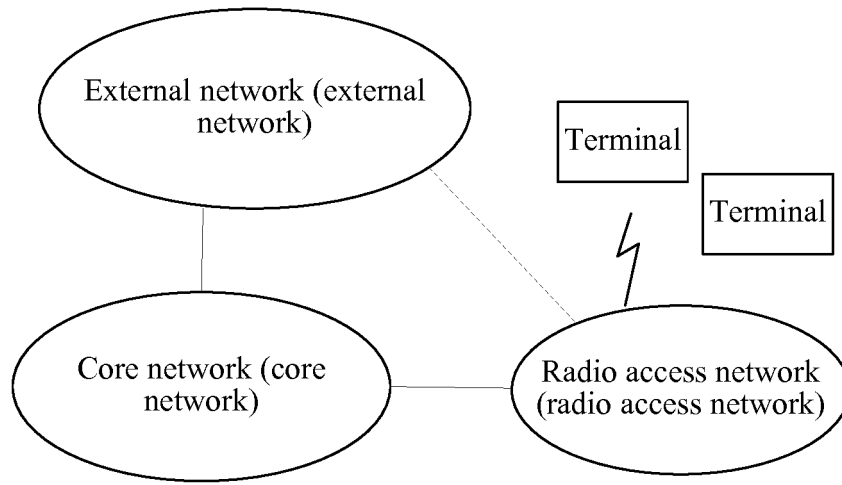 External network (external
network)
Terminal
Terminal
Core network (core
network)
Radio access network
(radio access network)